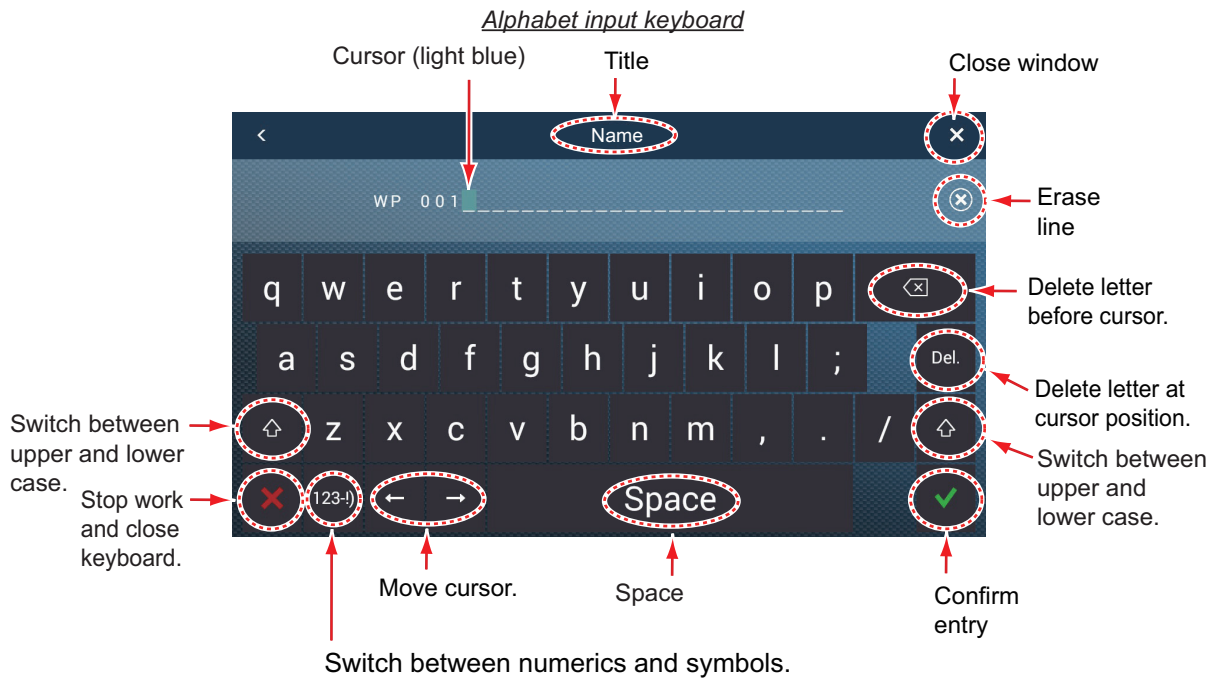 Alphabet input keyboard
Cursor (light blue)
Title
Close window
Name
WP 001
Erase
line
q w e r t y u i o p
Delete letter
before cursor.
a s d f g h j k l ;
Del.
Delete letter at
cursor position.
Switch between
upper and lower
case.
z x c v b n m , . /
Switch between
upper and
lower case.
Stop work
and close
keyboard.
123-!)
← →
Space
Move cursor.
Space
Confirm
entry
Switch between numerics and symbols.